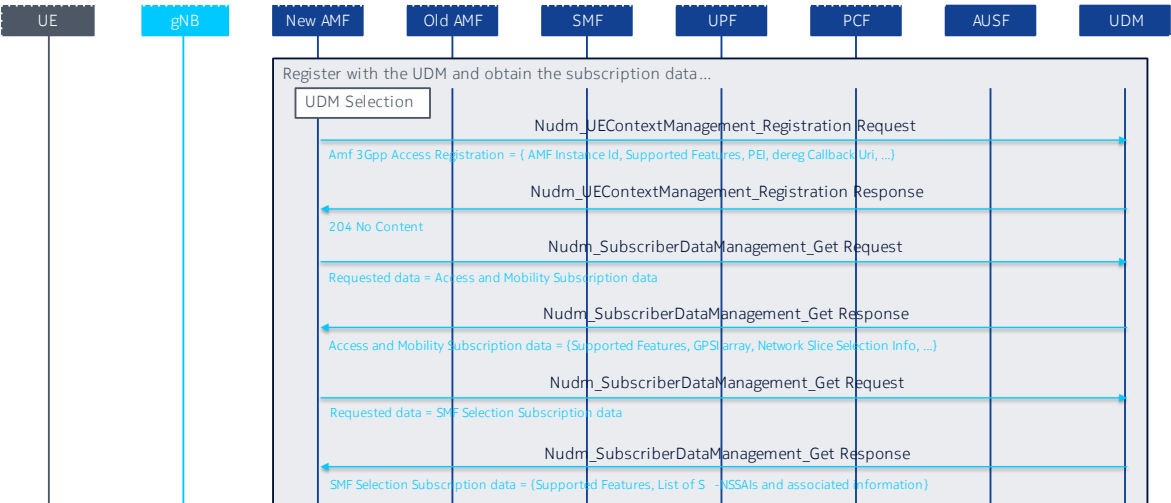 UE gNB New AMF Old AMF SMF UPF PCF AUSF UDM
Register with the UDM and obtain the subscription data...
UDM Selection
Nudm_UEContextManagement_Registration Request
Amf 3Gpp Access Registration = { AMF Instance Id, Supported Features, PEI, dereg Callback Uri, ...}
Nudm_UEContextManagement_Registration Response
204 No Content
Nudm_SubscriberDataManagement_Get Request
Requested data = Access and Mobility Subscription data
Nudm_SubscriberDataManagement_Get Response
Access and Mobility Subscription data = {Supported Features, GPSI array, Network Slice Selection Info, ...}
Nudm_SubscriberDataManagement_Get Request
Requested data = SMF Selection Subscription data
Nudm_SubscriberDataManagement_Get Response
SMF Selection Subscription data = {Supported Features, List of S -NSSAIs and associated Information}